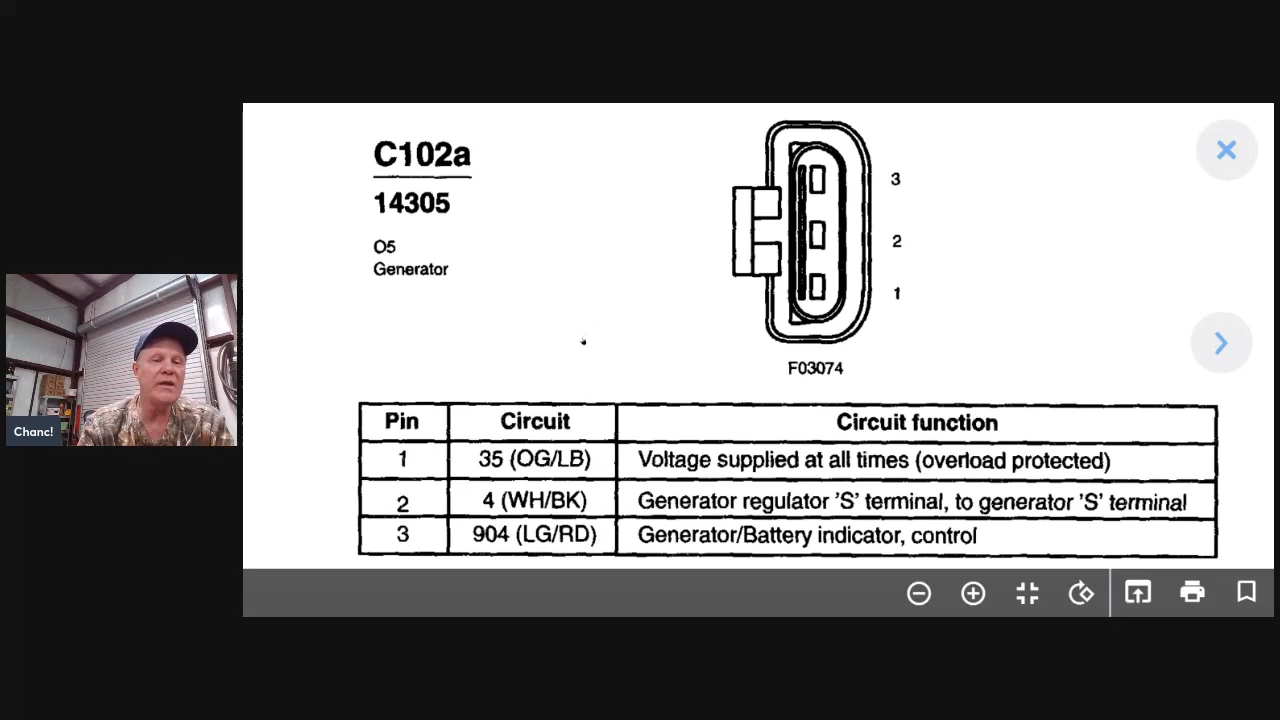 C102a
14305
O5
Generator
3
2
1
F03074
Pin Circuit Circuit function
1 35 (OG/LB) Voltage supplied at all times (overload protected)
2 4 (WH/BK) Generator regulator 'S' terminal, to generator 'S' terminal
3 904 (LG/RD) Generator/Battery indicator, control
Chanc!